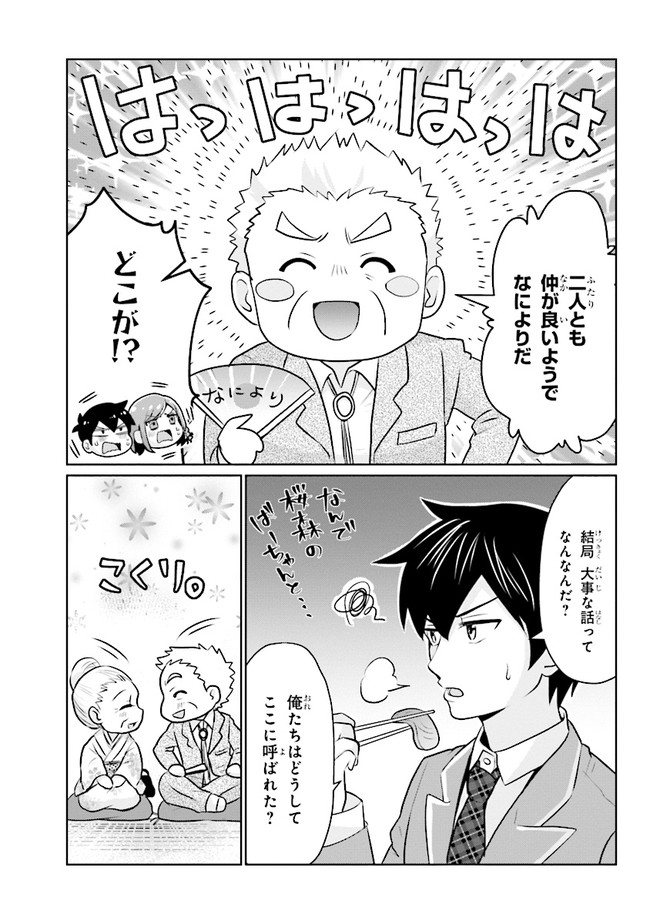 はっはっはっは
二人とも
仲が良いようで
なによりだ
なにより
どこが!?
結局 大事な話って
なんなんだ?
なんで
桜森の
ばーちゃんと…
俺たちはどうして
ここに呼ばれた?
こくり。